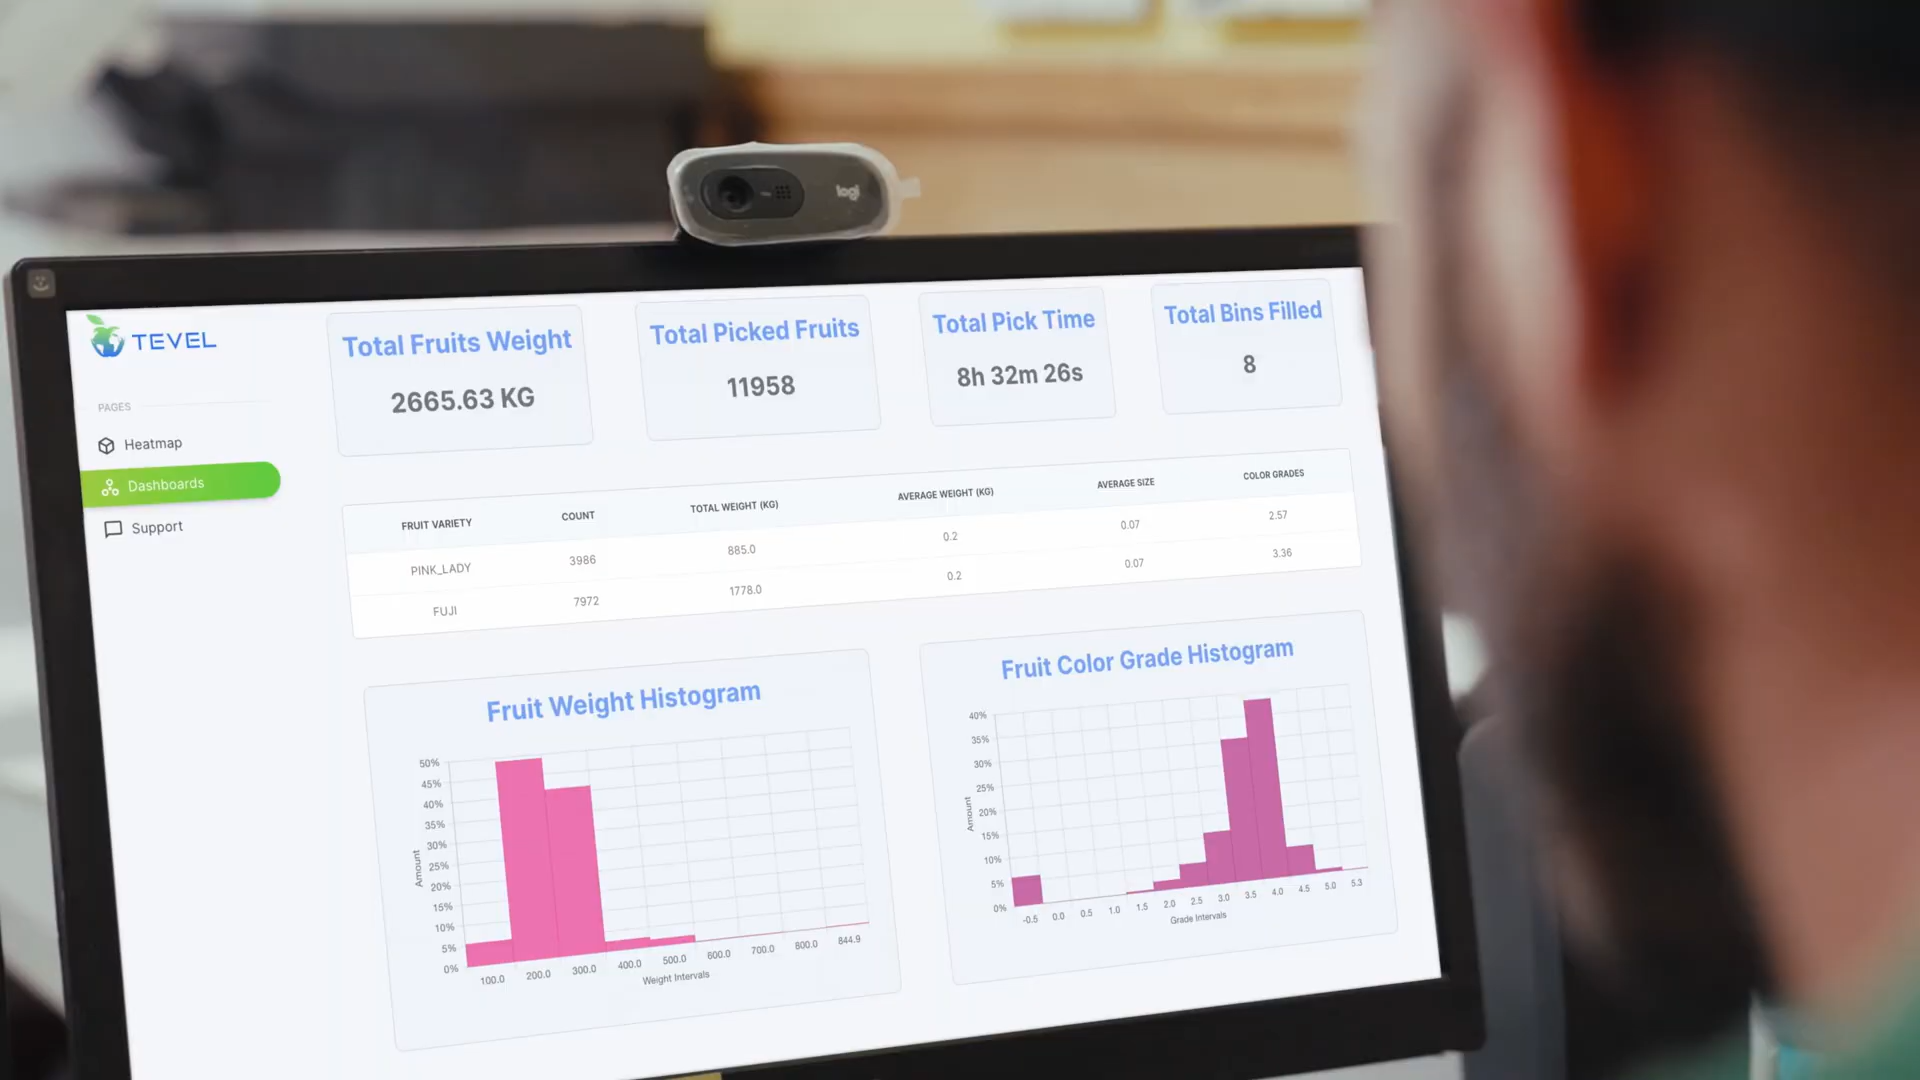 logi
TEVEL
PAGES
Heatmap
Dashboards
Support
Total Fruits Weight
2665.63 KG
Total Picked Fruits
11958
Total Pick Time
8h 32m 26s
Total Bins Filled
8
FRUIT VARIETY COUNT TOTAL WEIGHT (KG) AVERAGE WEIGHT (KG) AVERAGE SIZE COLOR GRADES
PINK_LADY 3986 885.0 0.2 0.07 2.57
FUJI 7972 1778.0 0.2 0.07 3.36
Fruit Weight Histogram
50%
45%
40%
35%
30%
25%
20%
15%
10%
5%
0%
Amount
100.0 200.0 300.0 400.0 500.0 600.0 700.0 800.0 844.9
Weight Intervals
Fruit Color Grade Histogram
40%
35%
30%
25%
20%
15%
10%
5%
0%
Amount
-0.5 0.0 0.5 1.0 1.5 2.0 2.5 3.0 3.5 4.0 4.5 5.0 5.3
Grade Intervals